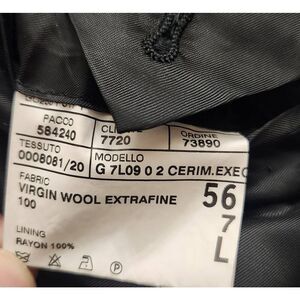 PACCO CLI ORDINE
584240 7720 73890
TESSUTO MODELLO
0008081/20 G 7L09 0 2 CERIM.EXEC
FABRIC 56
VIRGIN WOOL EXTRAFINE 7
100 L
LINING
RAYON 100%
A P